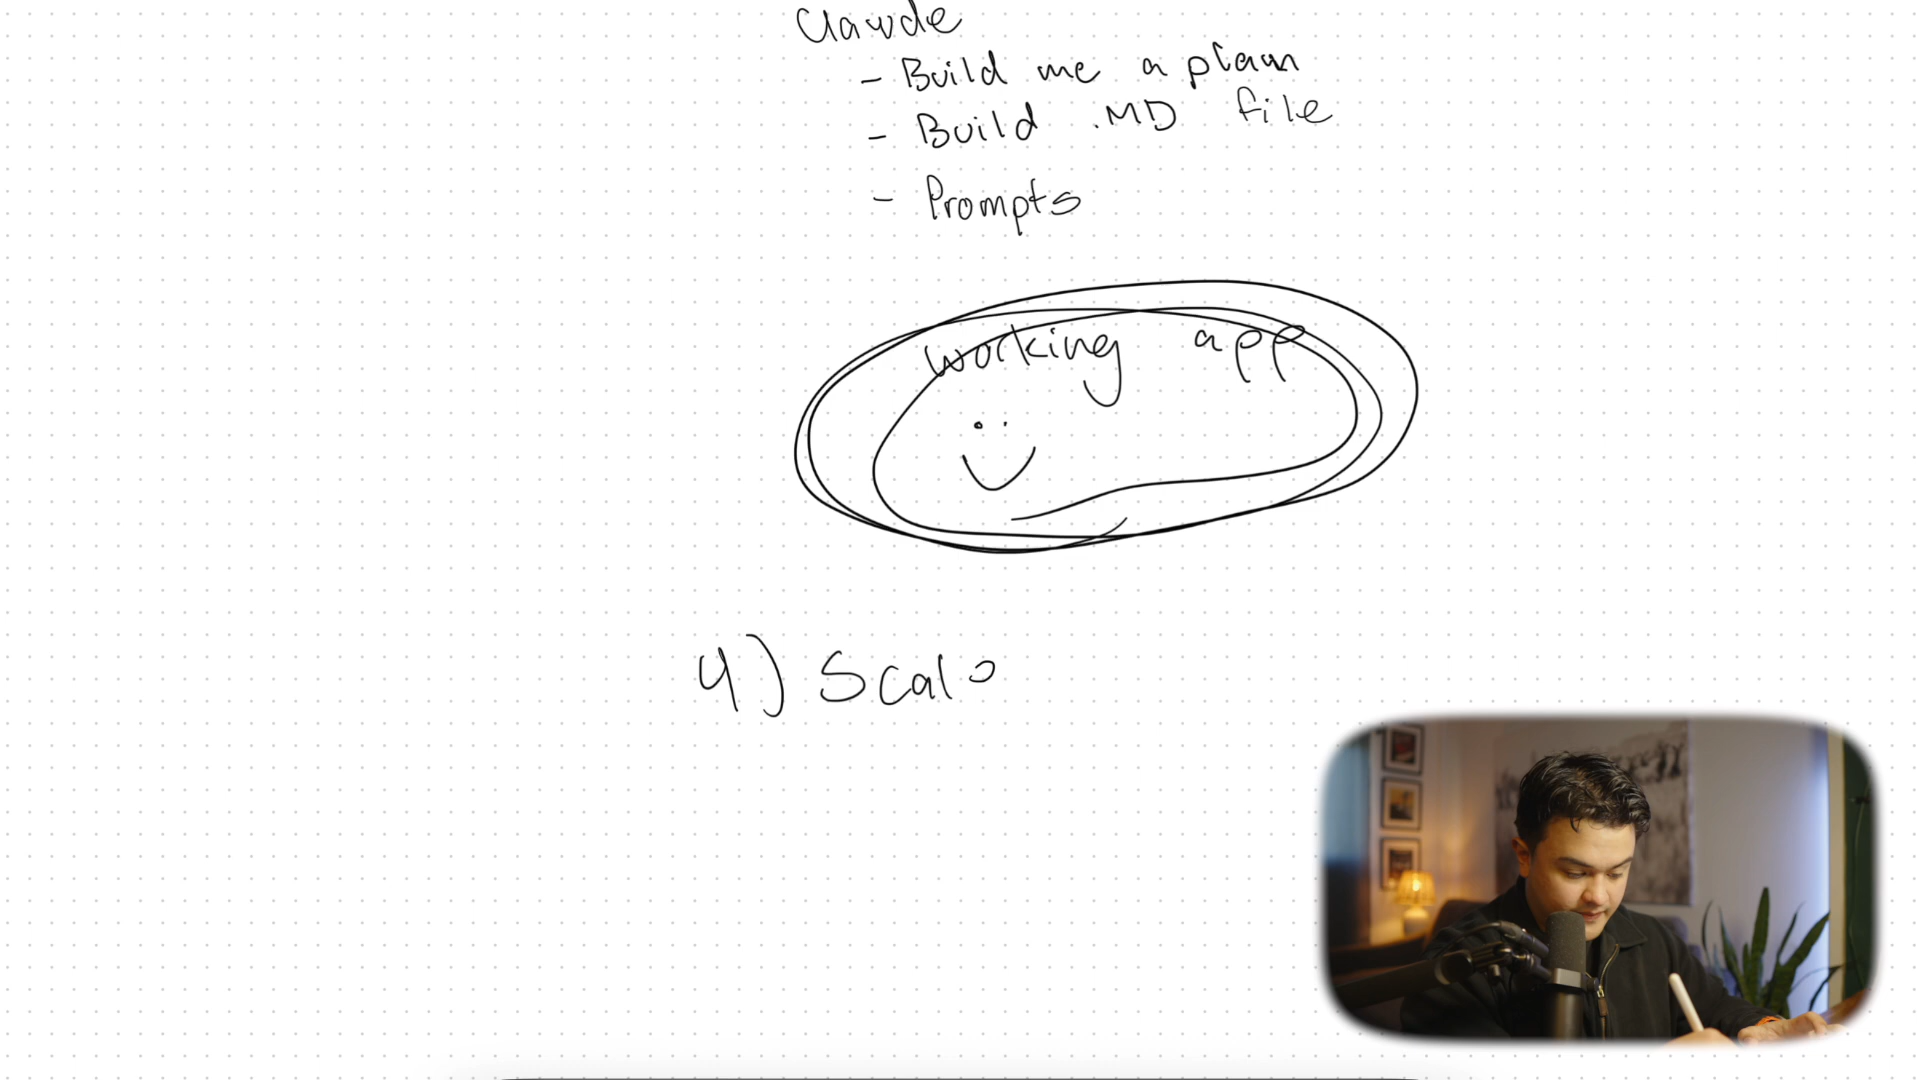 Claude
- Build me a plan
- Build .MD file
- Prompts
working app
4) Scale